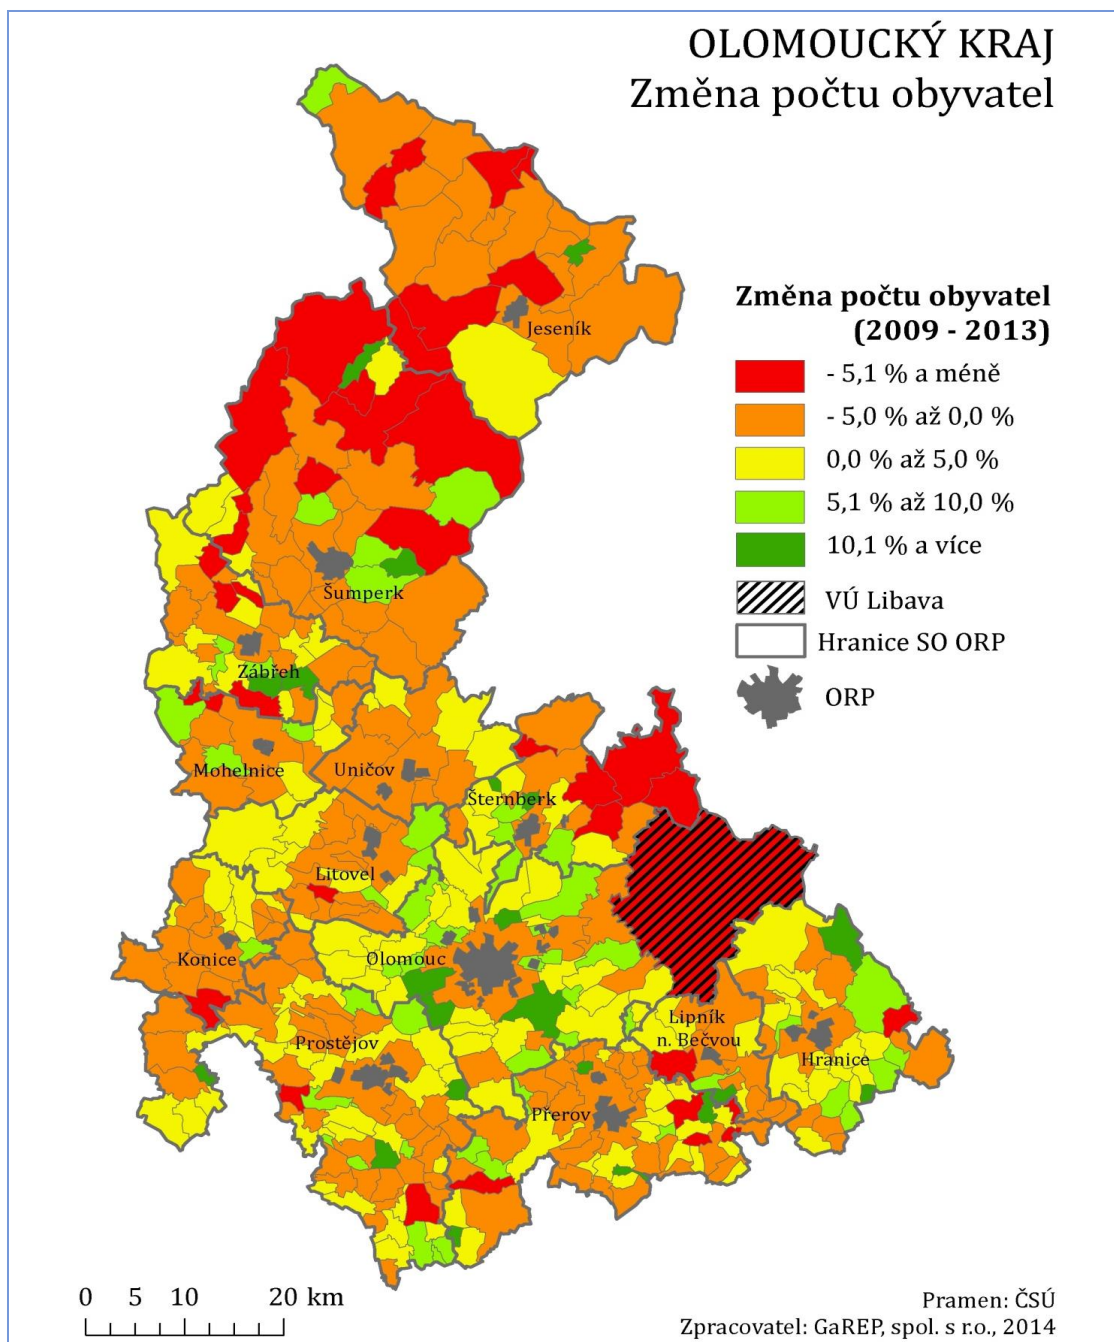 OLOMOUCKÝ KRAJ
Změna počtu obyvatel
Změna počtu obyvatel
(2009 - 2013)
- 5,1 % a méně
- 5,0 % až 0,0 %
0,0 % až 5,0 %
5,1 % až 10,0 %
10,1 % a více
VÚ Libava
Hranice SO ORP
ORP
Jeseník
Šumperk
Zábřeh
Mohelnice
Uničov
Šternberk
Litovel
Konice
Olomouc
Prostějov
Lipník
n. Bečvou
Hranice
Přerov
0 5 10 20 km
Pramen: ČSÚ
Zpracovatel: GaREP, spol. s r.o., 2014